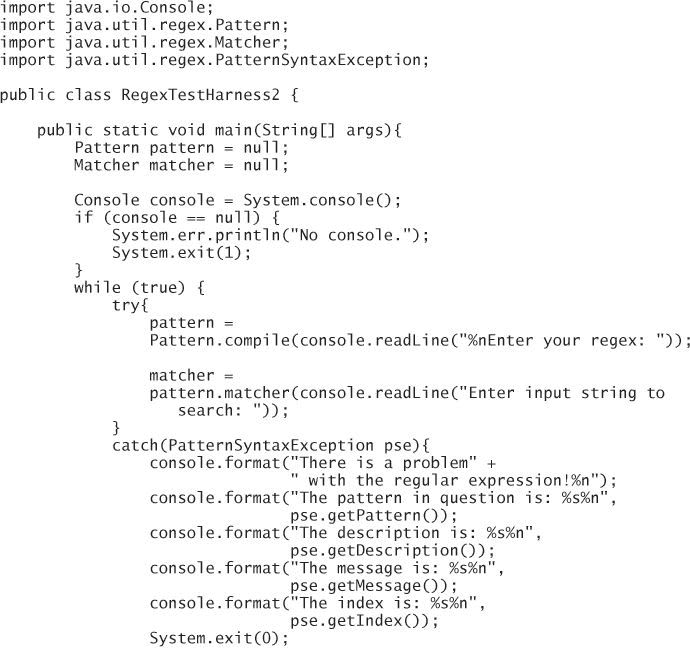 import java.io.Console;
import java.util.regex.Pattern;
import java.util.regex.Matcher;
import java.util.regex.PatternSyntaxException;

public class RegexTestHarness2 {

    public static void main(String[] args){
        Pattern pattern = null;
        Matcher matcher = null;

        Console console = System.console();
        if (console == null) {
            System.err.println("No console.");
            System.exit(1);
        }
        while (true) {
            try{
                pattern =
                Pattern.compile(console.readLine("%nEnter your regex: "));

                matcher =
                pattern.matcher(console.readLine("Enter input string to
                   search: "));
            }
            catch(PatternSyntaxException pse){
                console.format("There is a problem" +
                               " with the regular expression!%n");
                console.format("The pattern in question is: %s%n",
                               pse.getPattern());
                console.format("The description is: %s%n",
                               pse.getDescription());
                console.format("The message is: %s%n",
                               pse.getMessage());
                console.format("The index is: %s%n",
                               pse.getIndex());
                System.exit(0);